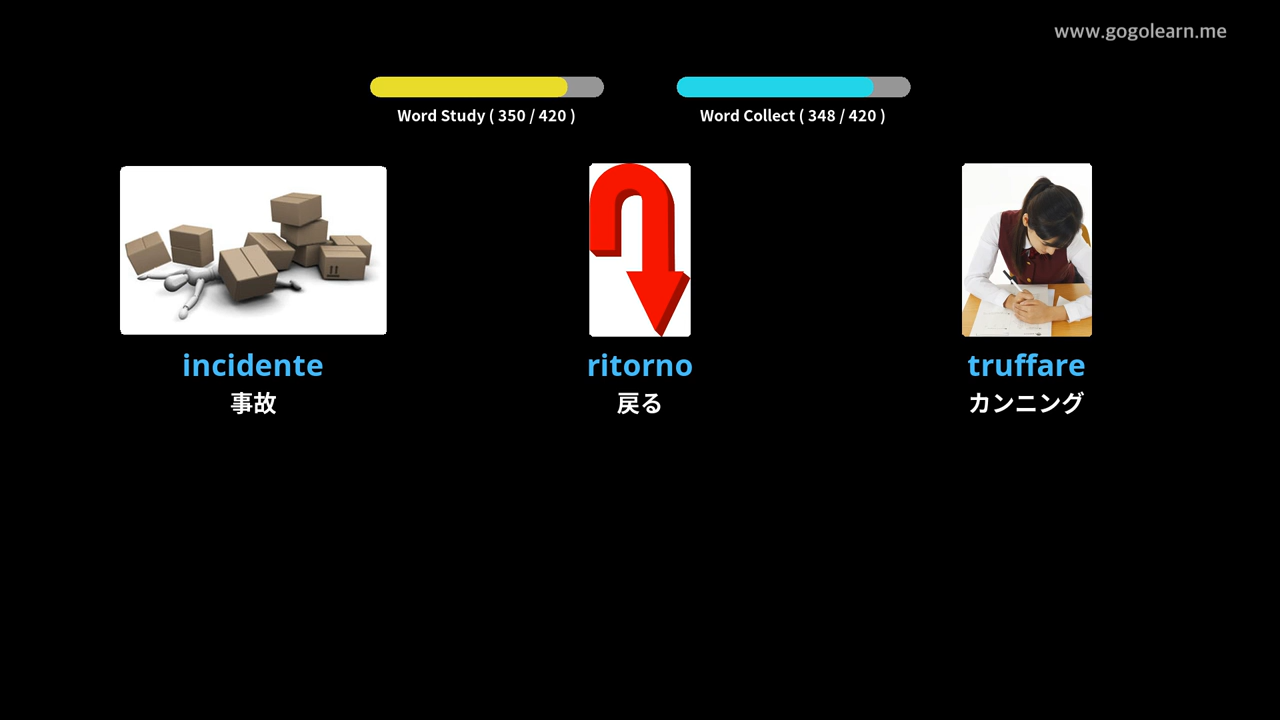 www.gogolearn.me
Word Study ( 350 / 420 )
Word Collect ( 348 / 420 )
incidente
ritorno
truffare
事故
戻る
カンニング